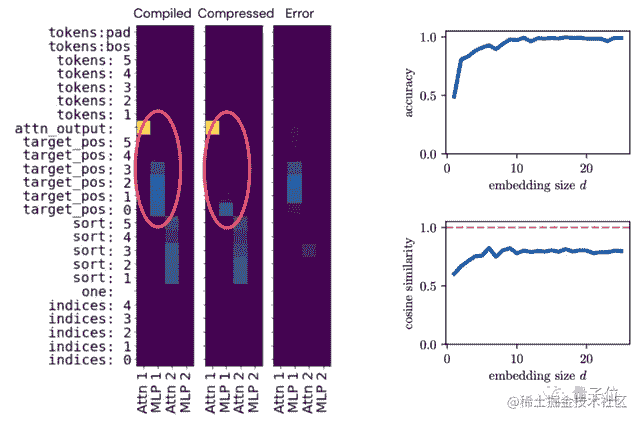 Compiled Compressed Error
tokens:pad
tokens:bos
tokens: 5
tokens: 4
tokens: 3
tokens: 2
tokens: 1
attn_output:
target_pos: 5
target_pos: 4
target_pos: 3
target_pos: 2
target_pos: 1
target_pos: 0
sort: 5
sort: 4
sort: 3
sort: 2
sort: 1
one:
indices: 4
indices: 3
indices: 2
indices: 1
indices: 0
Attn 1
MLP 1
Attn 2
MLP 2
Attn 1
MLP 1
Attn 2
MLP 2
Attn 1
MLP 1
Attn 2
MLP 2
accuracy
1.0
0.5
0.0
0 10 20
embedding size d
cosine similarity
1.0
0.5
0.0
0 10 20
embedding size d
量子位
@稀土掘金技术社区